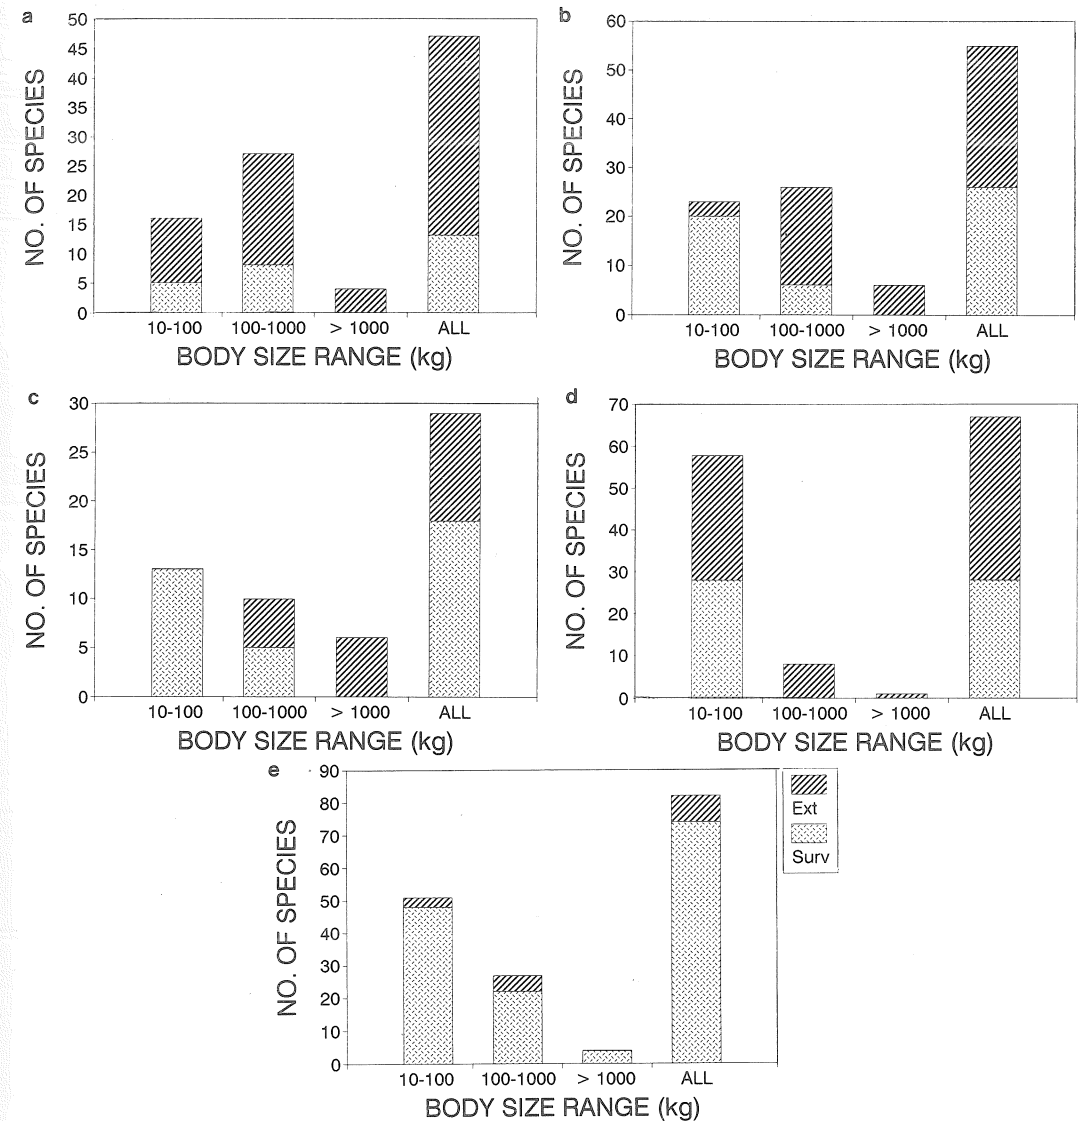 a
NO. OF SPECIES
50
45
40
35
30
25
20
15
10
5
0
10-100 100-1000 > 1000 ALL
BODY SIZE RANGE (kg)
b
NO. OF SPECIES
60
50
40
30
20
10
0
10-100 100-1000 > 1000 ALL
BODY SIZE RANGE (kg)
c
NO. OF SPECIES
30
25
20
15
10
5
0
10-100 100-1000 > 1000 ALL
BODY SIZE RANGE (kg)
d
NO. OF SPECIES
70
60
50
40
30
20
10
0
10-100 100-1000 > 1000 ALL
BODY SIZE RANGE (kg)
e
NO. OF SPECIES
90
80
70
60
50
40
30
20
10
0
10-100 100-1000 > 1000 ALL
BODY SIZE RANGE (kg)
Ext
Surv